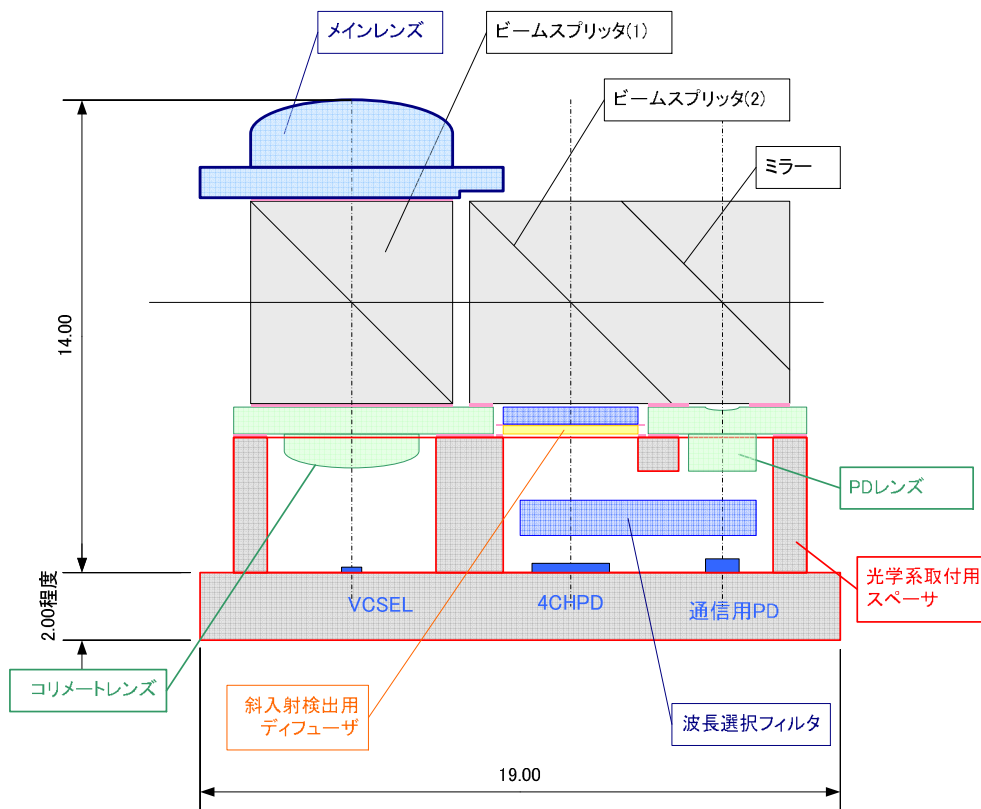 メインレンズ
ビームスプリッタ(1)
ビームスプリッタ(2)
ミラー
14.00
PDレンズ
光学系取付用
スペーサ
2.00程度
VCSEL
4CHPD
通信用PD
コリメートレンズ
斜入射検出用
ディフューザ
波長選択フィルタ
19.00